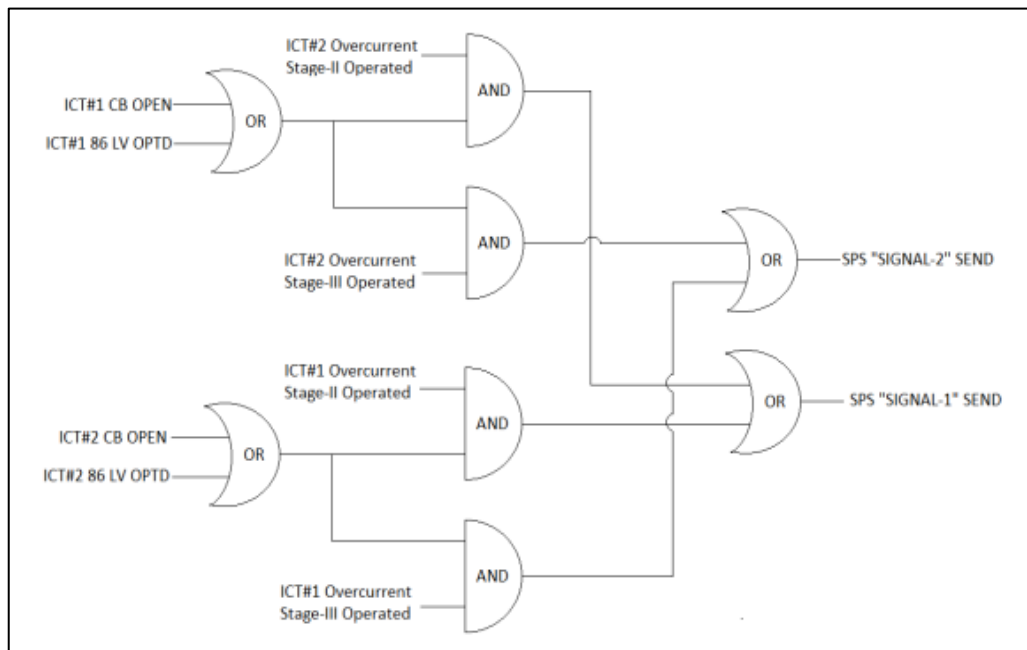 ICT#2 Overcurrent
Stage-II Operated
AND
ICT#1 CB OPEN
OR
ICT#1 86 LV OPTD
AND
ICT#2 Overcurrent
Stage-III Operated
OR
SPS "SIGNAL-2" SEND
ICT#1 Overcurrent
Stage-II Operated
OR
SPS "SIGNAL-1" SEND
AND
ICT#2 CB OPEN
OR
ICT#2 86 LV OPTD
AND
ICT#1 Overcurrent
Stage-III Operated